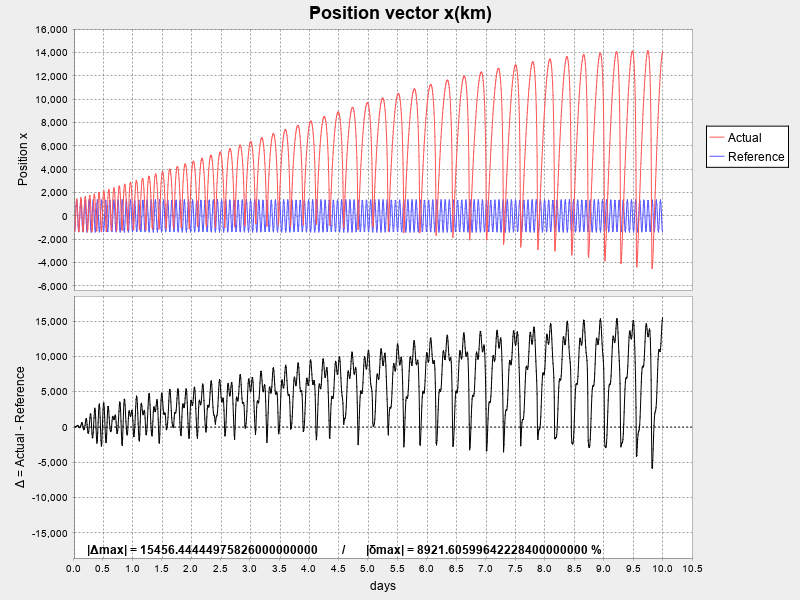 Position vector x(km)
16,000
14,000
12,000
10,000
8,000
6,000
4,000
2,000
0
-2,000
-4,000
-6,000
Position x
Actual
Reference
15,000
10,000
5,000
0
-5,000
-10,000
-15,000
Δ = Actual - Reference
|Δmax| = 15456.44444975826000000000 / |δmax| = 8921.60599642228400000000 %
0.0 0.5 1.0 1.5 2.0 2.5 3.0 3.5 4.0 4.5 5.0 5.5 6.0 6.5 7.0 7.5 8.0 8.5 9.0 9.5 10.0 10.5
days